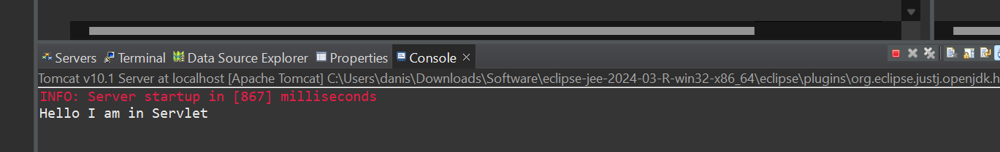 Servers Terminal Data Source Explorer Properties Console
Tomcat v10.1 Server at localhost [Apache Tomcat] C:\Users\danis\Downloads\Software\eclipse-jee-2024-03-R-win32-x86_64\eclipse\plugins\org.eclipse.justj.openjdk.h
INFO: Server startup in [867] milliseconds
Hello I am in Servlet